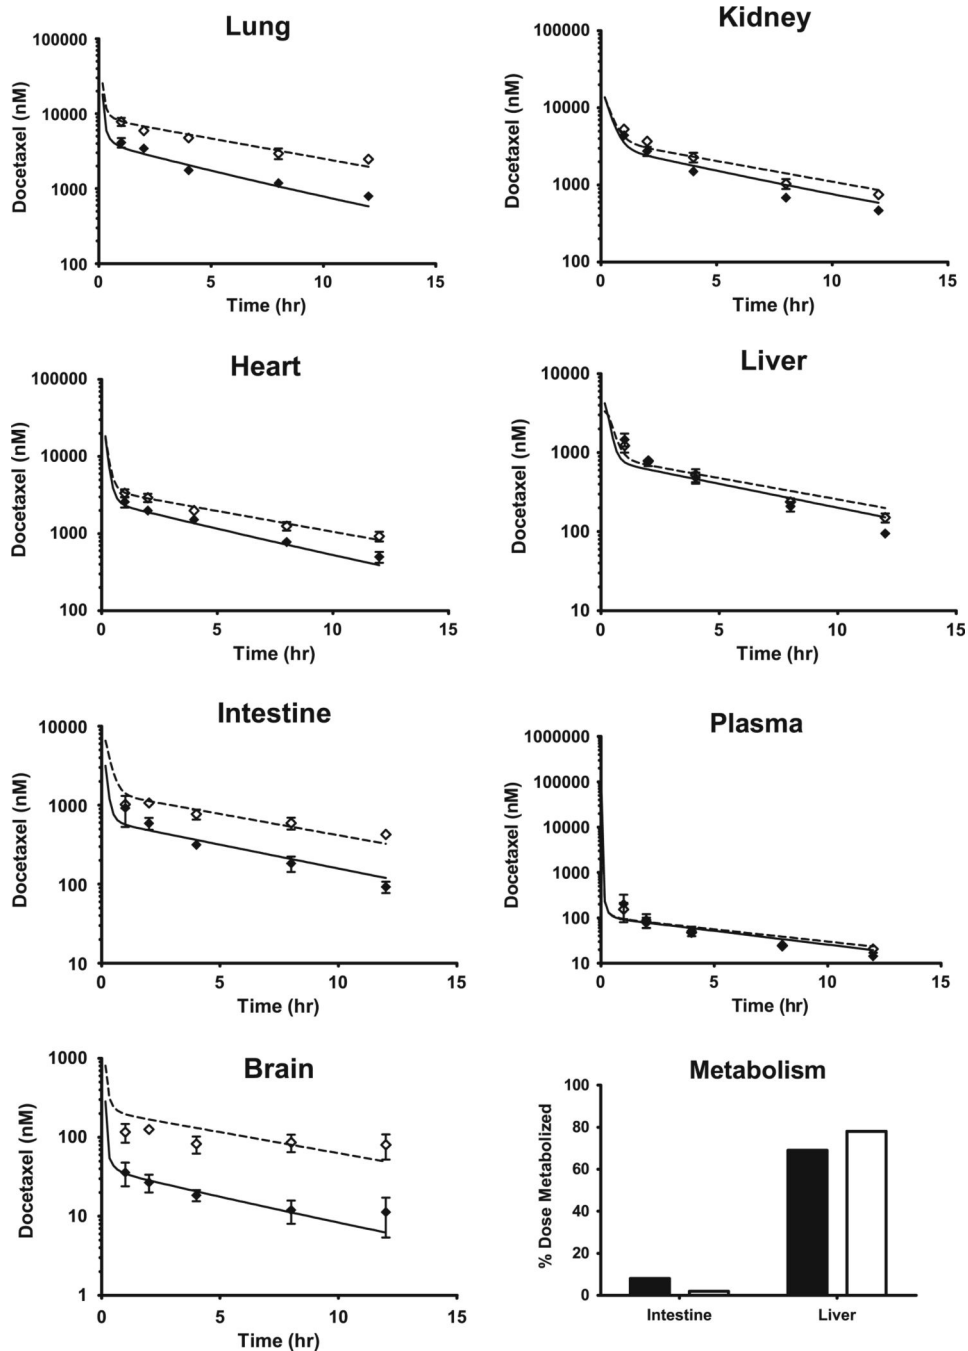 Lung
Docetaxel (nM)
100000
10000
1000
100
0 5 10 15
Time (hr)
Kidney
Docetaxel (nM)
100000
10000
1000
100
0 5 10 15
Time (hr)
Heart
Docetaxel (nM)
100000
10000
1000
100
0 5 10 15
Time (hr)
Liver
Docetaxel (nM)
10000
1000
100
10
0 5 10 15
Time (hr)
Intestine
Docetaxel (nM)
10000
1000
100
10
0 5 10 15
Time (hr)
Plasma
Docetaxel (nM)
1000000
100000
10000
1000
100
10
0 5 10 15
Time (hr)
Brain
Docetaxel (nM)
1000
100
10
1
0 5 10 15
Time (hr)
Metabolism
% Dose Metabolized
100
80
60
40
20
0
Intestine Liver